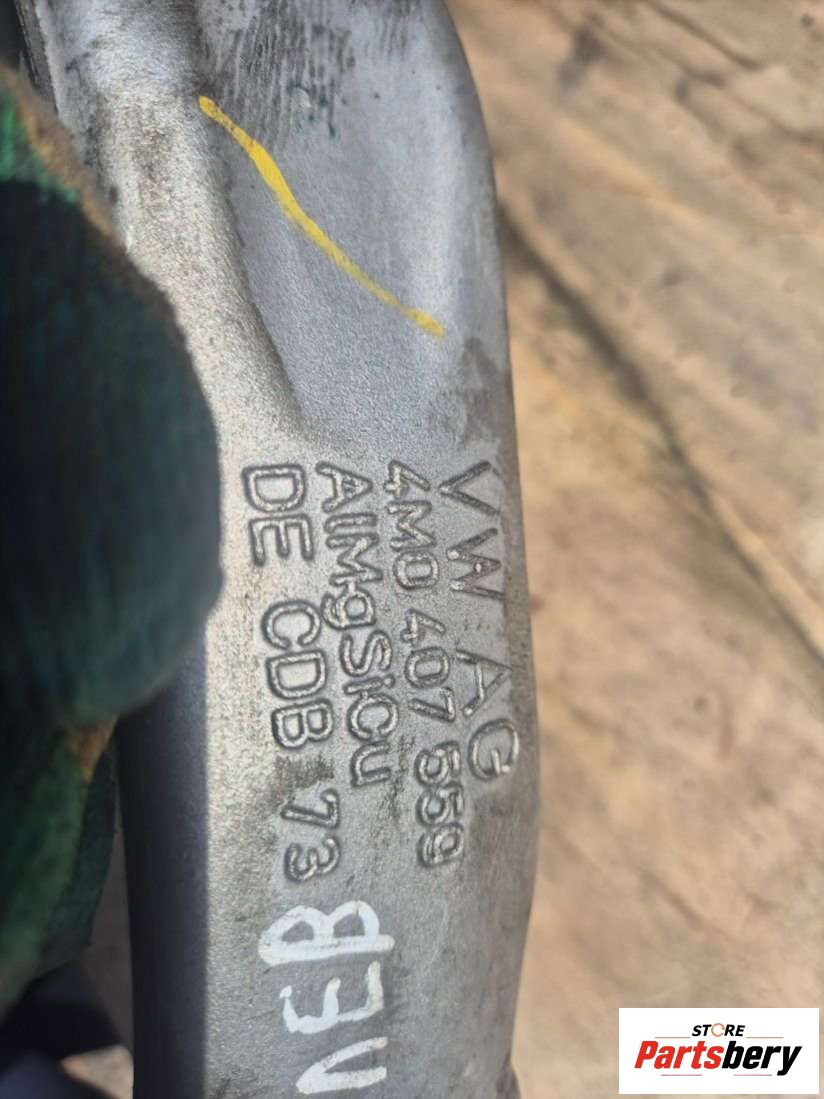 VW AG
4M0 407 559
AlMgSiCu
DE CDB 73
STORE
Partsbery